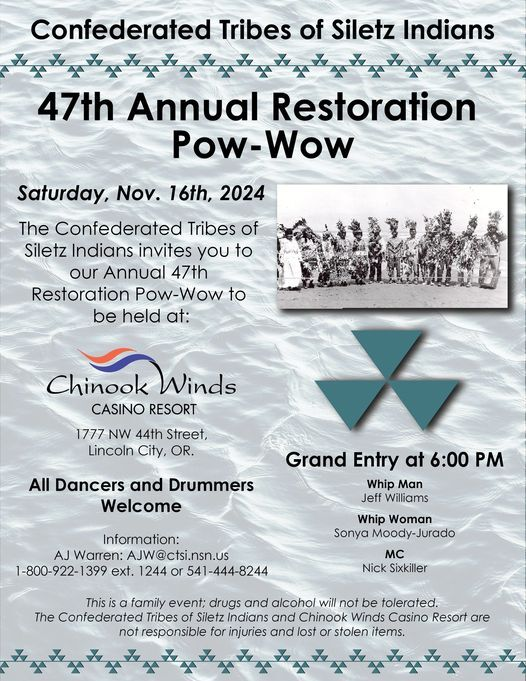 Confederated Tribes of Siletz Indians
47th Annual Restoration
Pow-Wow
Saturday, Nov. 16th, 2024
The Confederated Tribes of
Siletz Indians invites you to
our Annual 47th
Restoration Pow-Wow to
be held at:
Chinook Winds
CASINO RESORT
1777 NW 44th Street,
Lincoln City, OR.
All Dancers and Drummers
Welcome
Information:
AJ Warren: AJW@ctsi.nsn.us
1-800-922-1399 ext. 1244 or 541-444-8244
Grand Entry at 6:00 PM
Whip Man
Jeff Williams
Whip Woman
Sonya Moody-Jurado
MC
Nick Sixkiller
This is a family event; drugs and alcohol will not be tolerated.
The Confederated Tribes of Siletz Indians and Chinook Winds Casino Resort are
not responsible for injuries and lost or stolen items.